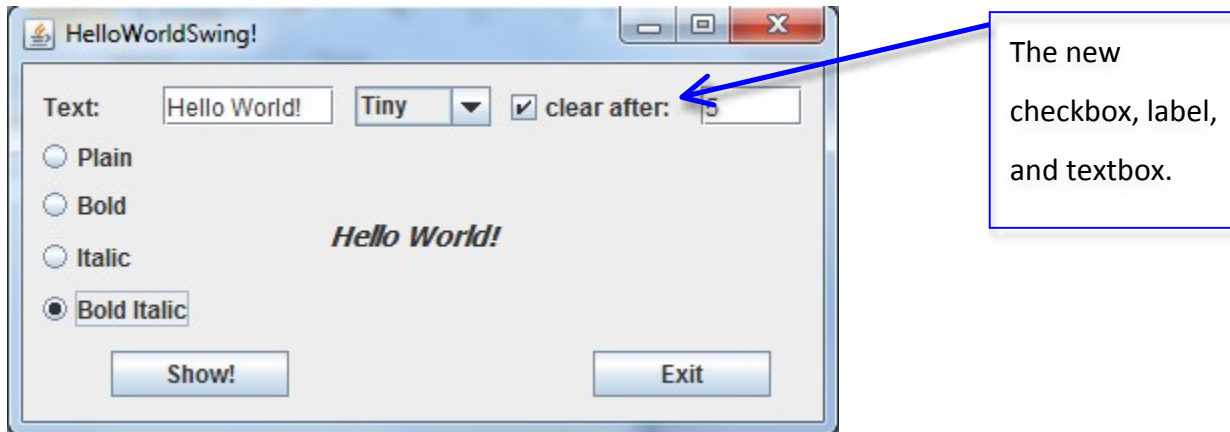 HelloWorldSwing!
Text: Hello World! Tiny clear after: 5
Plain
Bold
Italic
Bold Italic
Hello World!
Show! Exit
The new
checkbox, label,
and textbox.